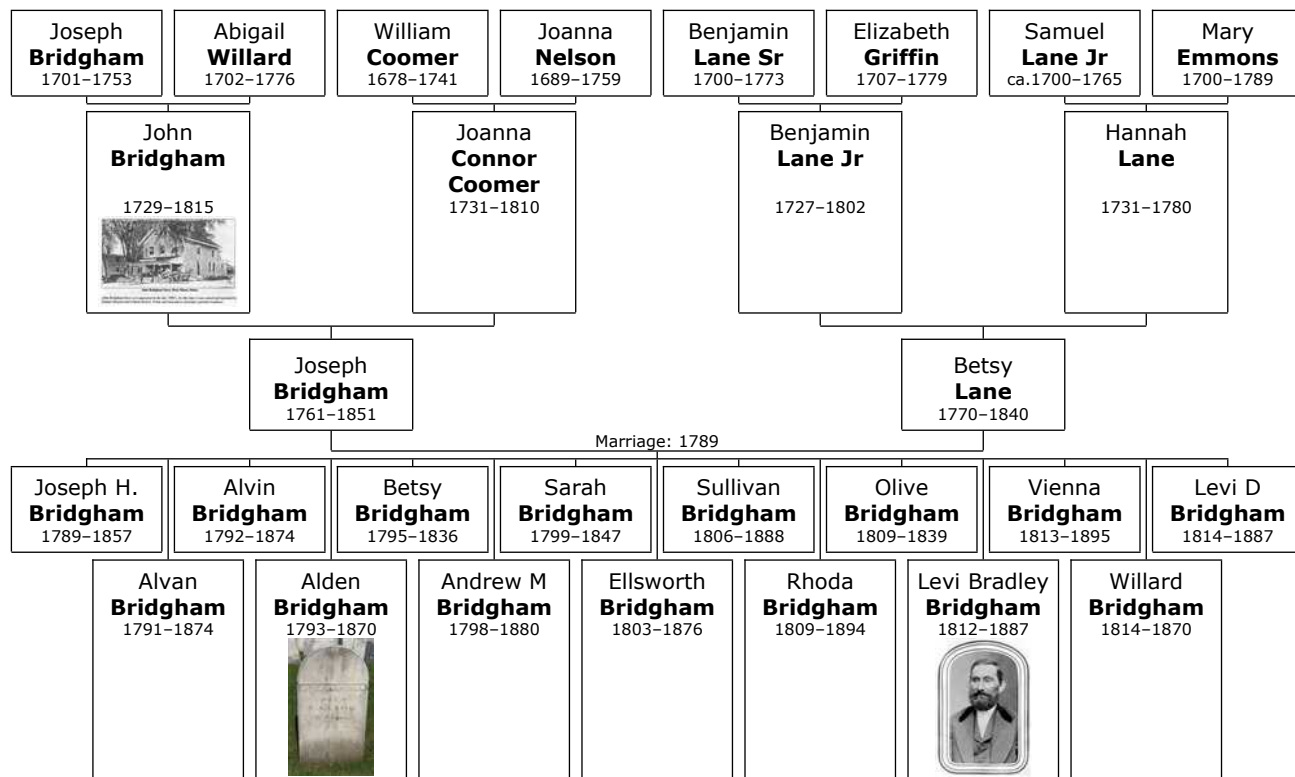 Joseph
Bridgham
1701–1753
Abigail
Willard
1702–1776
William
Coomer
1678–1741
Joanna
Nelson
1689–1759
Benjamin
Lane Sr
1700–1773
Elizabeth
Griffin
1707–1779
Samuel
Lane Jr
ca.1700–1765
Mary
Emmons
1700–1789
John
Bridgham
1729–1815
Joanna
Connor
Coomer
1731–1810
Benjamin
Lane Jr
1727–1802
Hannah
Lane
1731–1780
Joseph
Bridgham
1761–1851
Betsy
Lane
1770–1840
Marriage: 1789
Joseph H.
Bridgham
1789–1857
Alvin
Bridgham
1792–1874
Betsy
Bridgham
1795–1836
Sarah
Bridgham
1799–1847
Sullivan
Bridgham
1806–1888
Olive
Bridgham
1809–1839
Vienna
Bridgham
1813–1895
Levi D
Bridgham
1814–1887
Alvan
Bridgham
1791–1874
Alden
Bridgham
1793–1870
Andrew M
Bridgham
1798–1880
Ellsworth
Bridgham
1803–1876
Rhoda
Bridgham
1809–1894
Levi Bradley
Bridgham
1812–1887
Willard
Bridgham
1814–1870